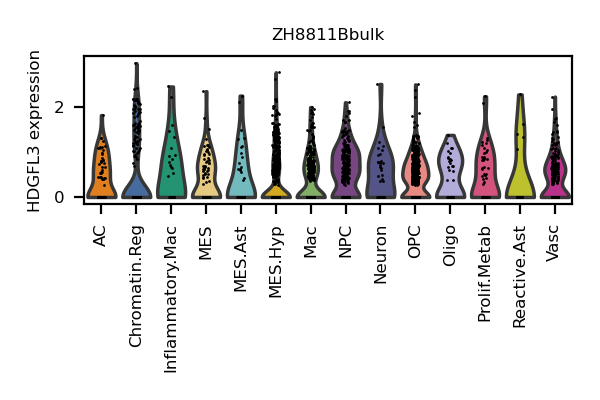 ZH8811Bbulk
HDGFL3 expression
2
0
AC
Chromatin.Reg
Inflammatory.Mac
MES
MES.Ast
MES.Hyp
Mac
NPC
Neuron
OPC
Oligo
Prolif.Metab
Reactive.Ast
Vasc